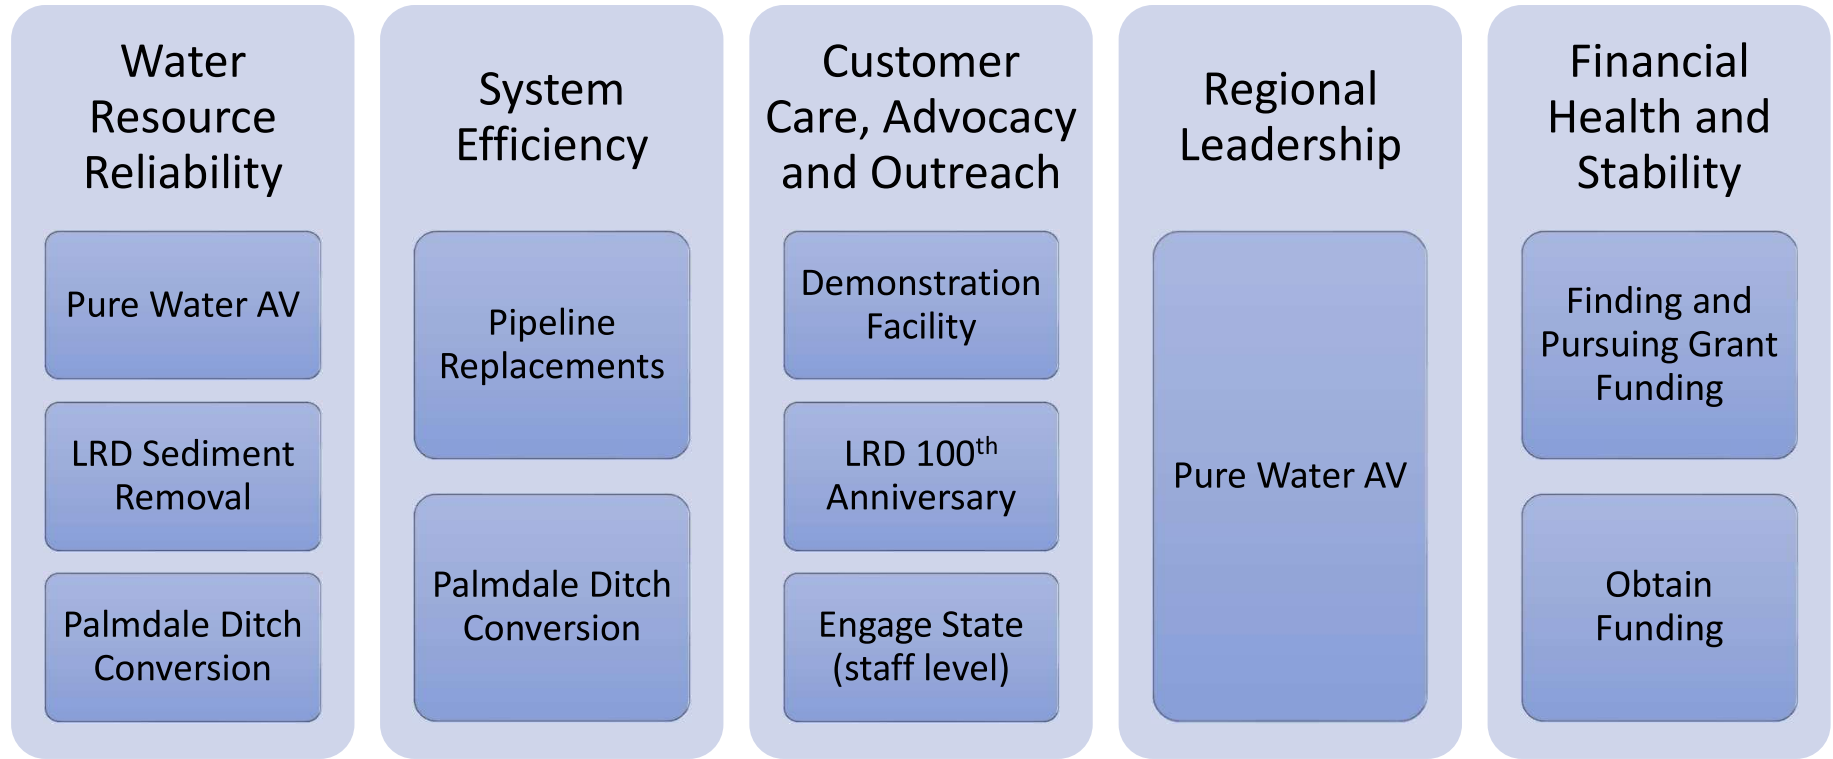 Water
Resource
Reliability
Pure Water AV
LRD Sediment
Removal
Palmdale Ditch
Conversion
System
Efficiency
Pipeline
Replacements
Palmdale Ditch
Conversion
Customer
Care, Advocacy
and Outreach
Demonstration
Facility
LRD 100th
Anniversary
Engage State
(staff level)
Regional
Leadership
Pure Water AV
Financial
Health and
Stability
Finding and
Pursuing Grant
Funding
Obtain
Funding